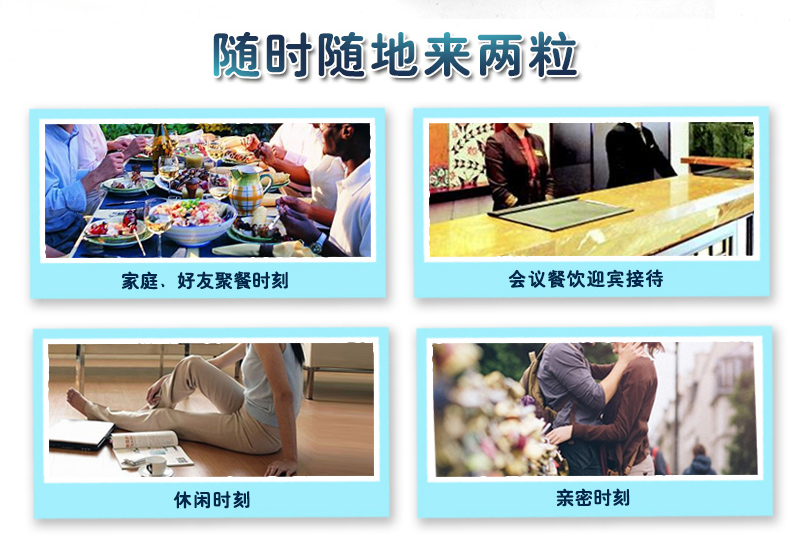 随时随地来两粒
家庭、好友聚餐时刻
会议餐饮迎宾接待
休闲时刻
亲密时刻